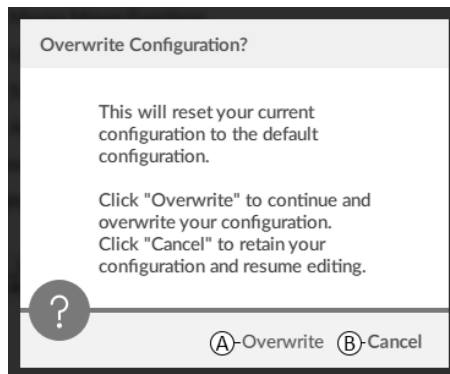 Overwrite Configuration?
This will reset your current
configuration to the default
configuration.
Click "Overwrite" to continue and
overwrite your configuration.
Click "Cancel" to retain your
configuration and resume editing.
?
A-Overwrite B-Cancel